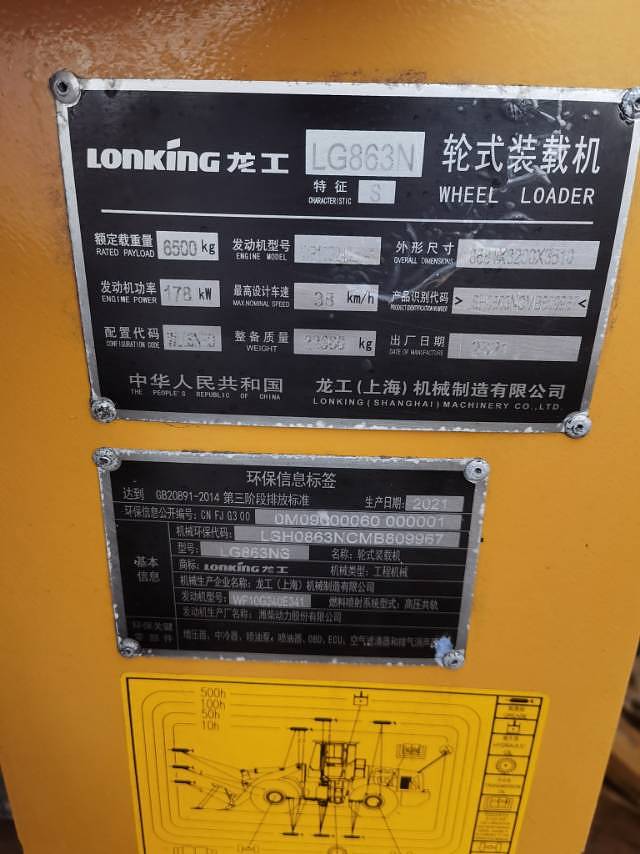 LONKING 龙工 LG863N 轮式装载机
特征 S WHEEL LOADER
CHARACTERISTIC
额定载重量 6500 kg 发动机型号 外形尺寸
RATED PAYLOAD ENGINE MODEL OVERALL DIMENSIONS
发动机功率 178 kW 最高设计车速 38 km/h 产品识别代码 > <
ENGINE POWER MAX.NOMINAL SPEED PRODUCT IDENTIFICATION NUMBER
配置代码 整备质量 kg 出厂日期
CONFIGURATION CODE WEIGHT DATE OF MANUFACTURE
中华人民共和国 龙工(上海)机械制造有限公司
THE PEOPLE'S REPUBLIC OF CHINA LONKING(SHANGHAI)MACHINERY CO.,LTD.
环保信息标签
达到 GB20891-2014 第三阶段排放标准 生产日期: 2021
环保信息公开编号: CN FJ G3 00 0M09000060 000001
机械环保代码: LSH0863NCMB809967
基本信息 型号: LG863NS 名称: 轮式装载机
商标: LONKING 龙工 机械类型: 工程机械
机械生产企业名称: 龙工(上海)机械制造有限公司
发动机型号: WP10G240E341 燃料喷射系统型式: 高压共轨
发动机生产厂名称: 潍柴动力股份有限公司
环保关键零部件 增压器、中冷器、喷油泵、喷油器、OBD、ECU、空气滤清器和排气消声器
500h
100h
50h
10h